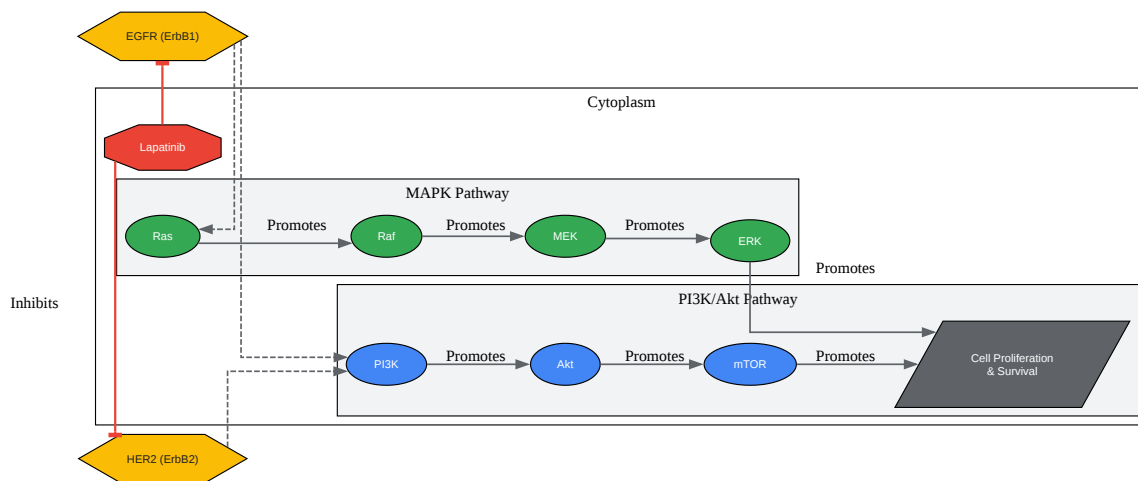 EGFR (ErbB1)
Cytoplasm
Lapatinib
MAPK Pathway
Promotes
Promotes
Promotes
Ras
Raf
MEK
ERK
Promotes
Inhibits
PI3K/Akt Pathway
Promotes
Promotes
Promotes
PI3K
Akt
mTOR
Cell Proliferation
& Survival
HER2 (ErbB2)